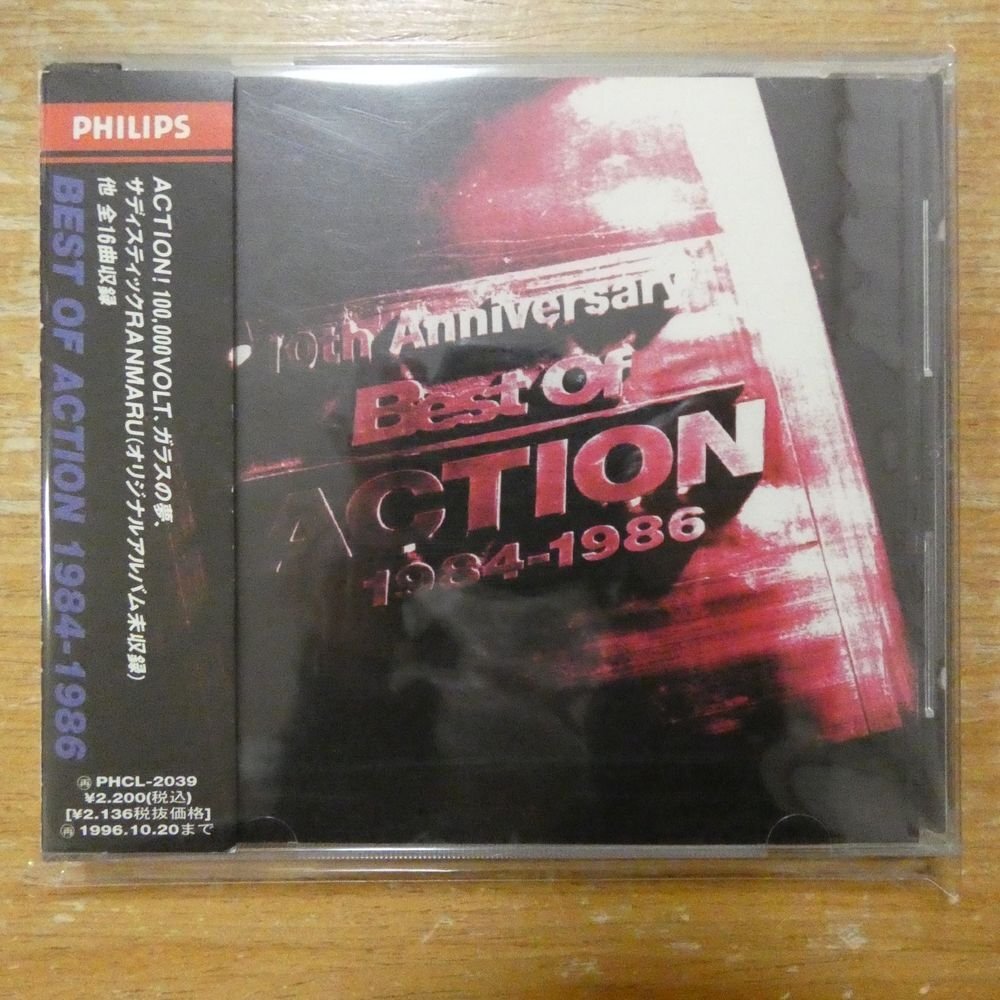 PHILIPS
ACTION! 100,000VOLT、ガラスの夢、
サディスティックRANMARU(オリジナルアルバム未収録)
他 全16曲収録
BEST OF ACTION 1984-1986
再 PHCL-2039
¥2.200(税込)
[¥2.136税抜価格]
再 1996.10.20まで
10th Anniversary
Best Of
ACTION
1984-1986